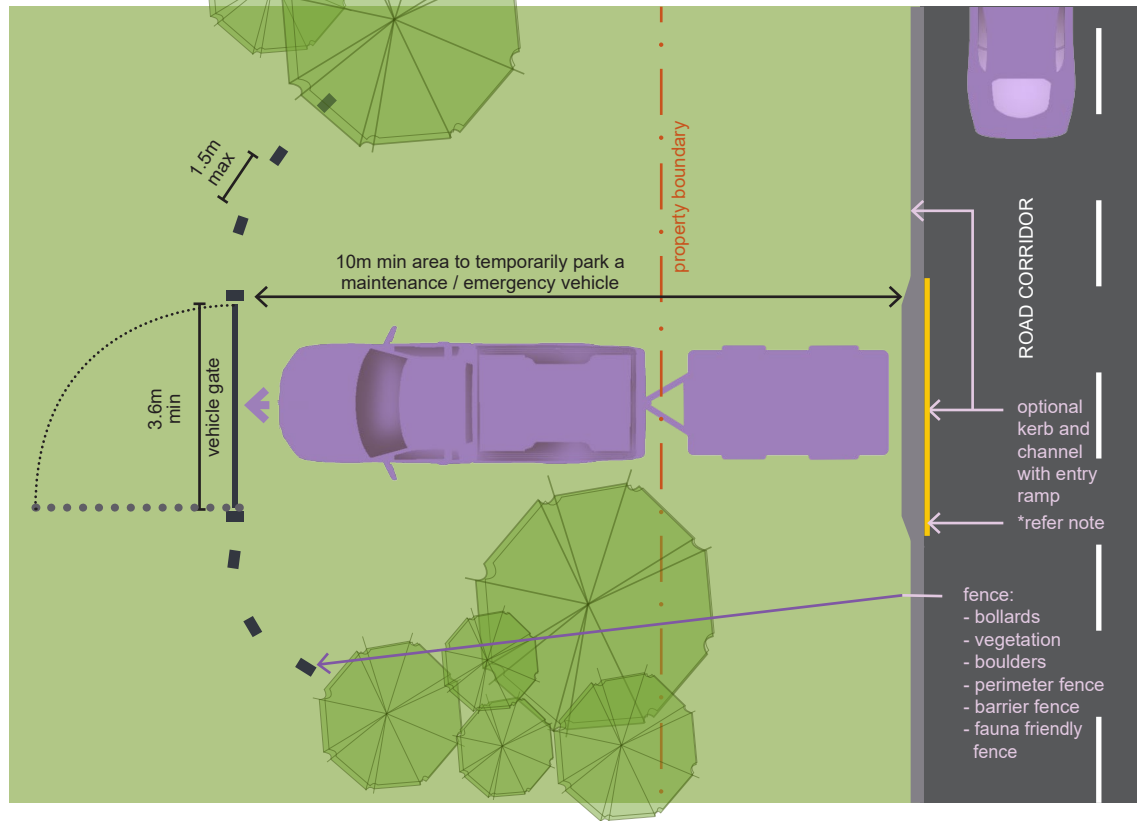 1.5m
max
property boundary
10m min area to temporarily park a
maintenance / emergency vehicle
ROAD CORRIDOR
3.6m
min
vehicle gate
optional
kerb and
channel
with entry
ramp
*refer note
fence:
- bollards
- vegetation
- boulders
- perimeter fence
- barrier fence
- fauna friendly
fence